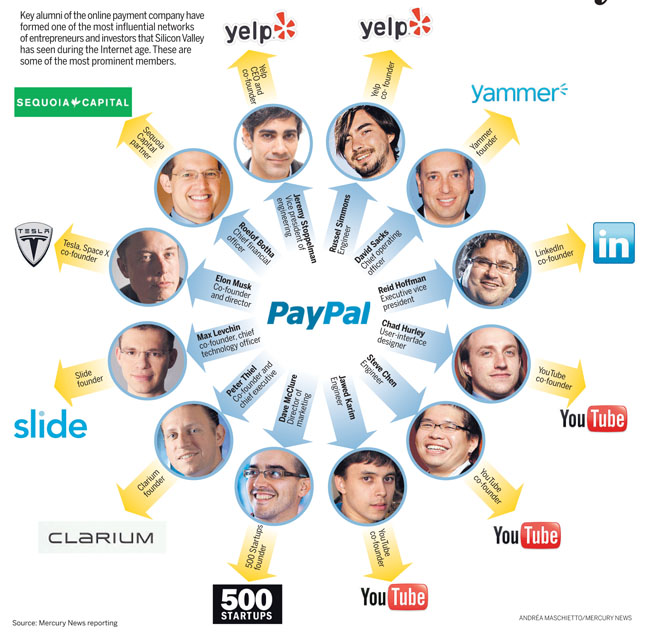 Key alumni of the online payment company have
formed one of the most influential networks
of entrepreneurs and investors that Silicon Valley
has seen during the Internet age. These are
some of the most prominent members.
yelp
yelp
Yelp
CEO and
co-founder
Yelp
co- founder
SEQUOIA CAPITAL
yammer
Sequoia
Capital
partner
Yammer
founder
Jeremy Stoppelman
Vice president of
engineering
Russel Simmons
Engineer
Roelof Botha
Chief financial
officer
David Sacks
Chief operating
officer
TESLA
Tesla, Space X
co-founder
Elon Musk
Co-founder
and director
Reid Hoffman
Executive vice
president
LinkedIn
co-founder
in
PayPal
Max Levchin
co-founder, chief
technology officer
Chad Hurley
User-interface
designer
Slide
founder
slide
Peter Thiel
Co-founder and
chief executive
Steve Chen
Engineer
YouTube
co-founder
YouTube
Dave McClure
Director of
marketing
Jawed Karim
Engineer
Clarium
founder
CLARIUM
YouTube
co-founder
YouTube
500 Startups
founder
500
STARTUPS
YouTube
co-founder
YouTube
Source: Mercury News reporting
ANDRÉA MASCHIETTO/MERCURY NEWS